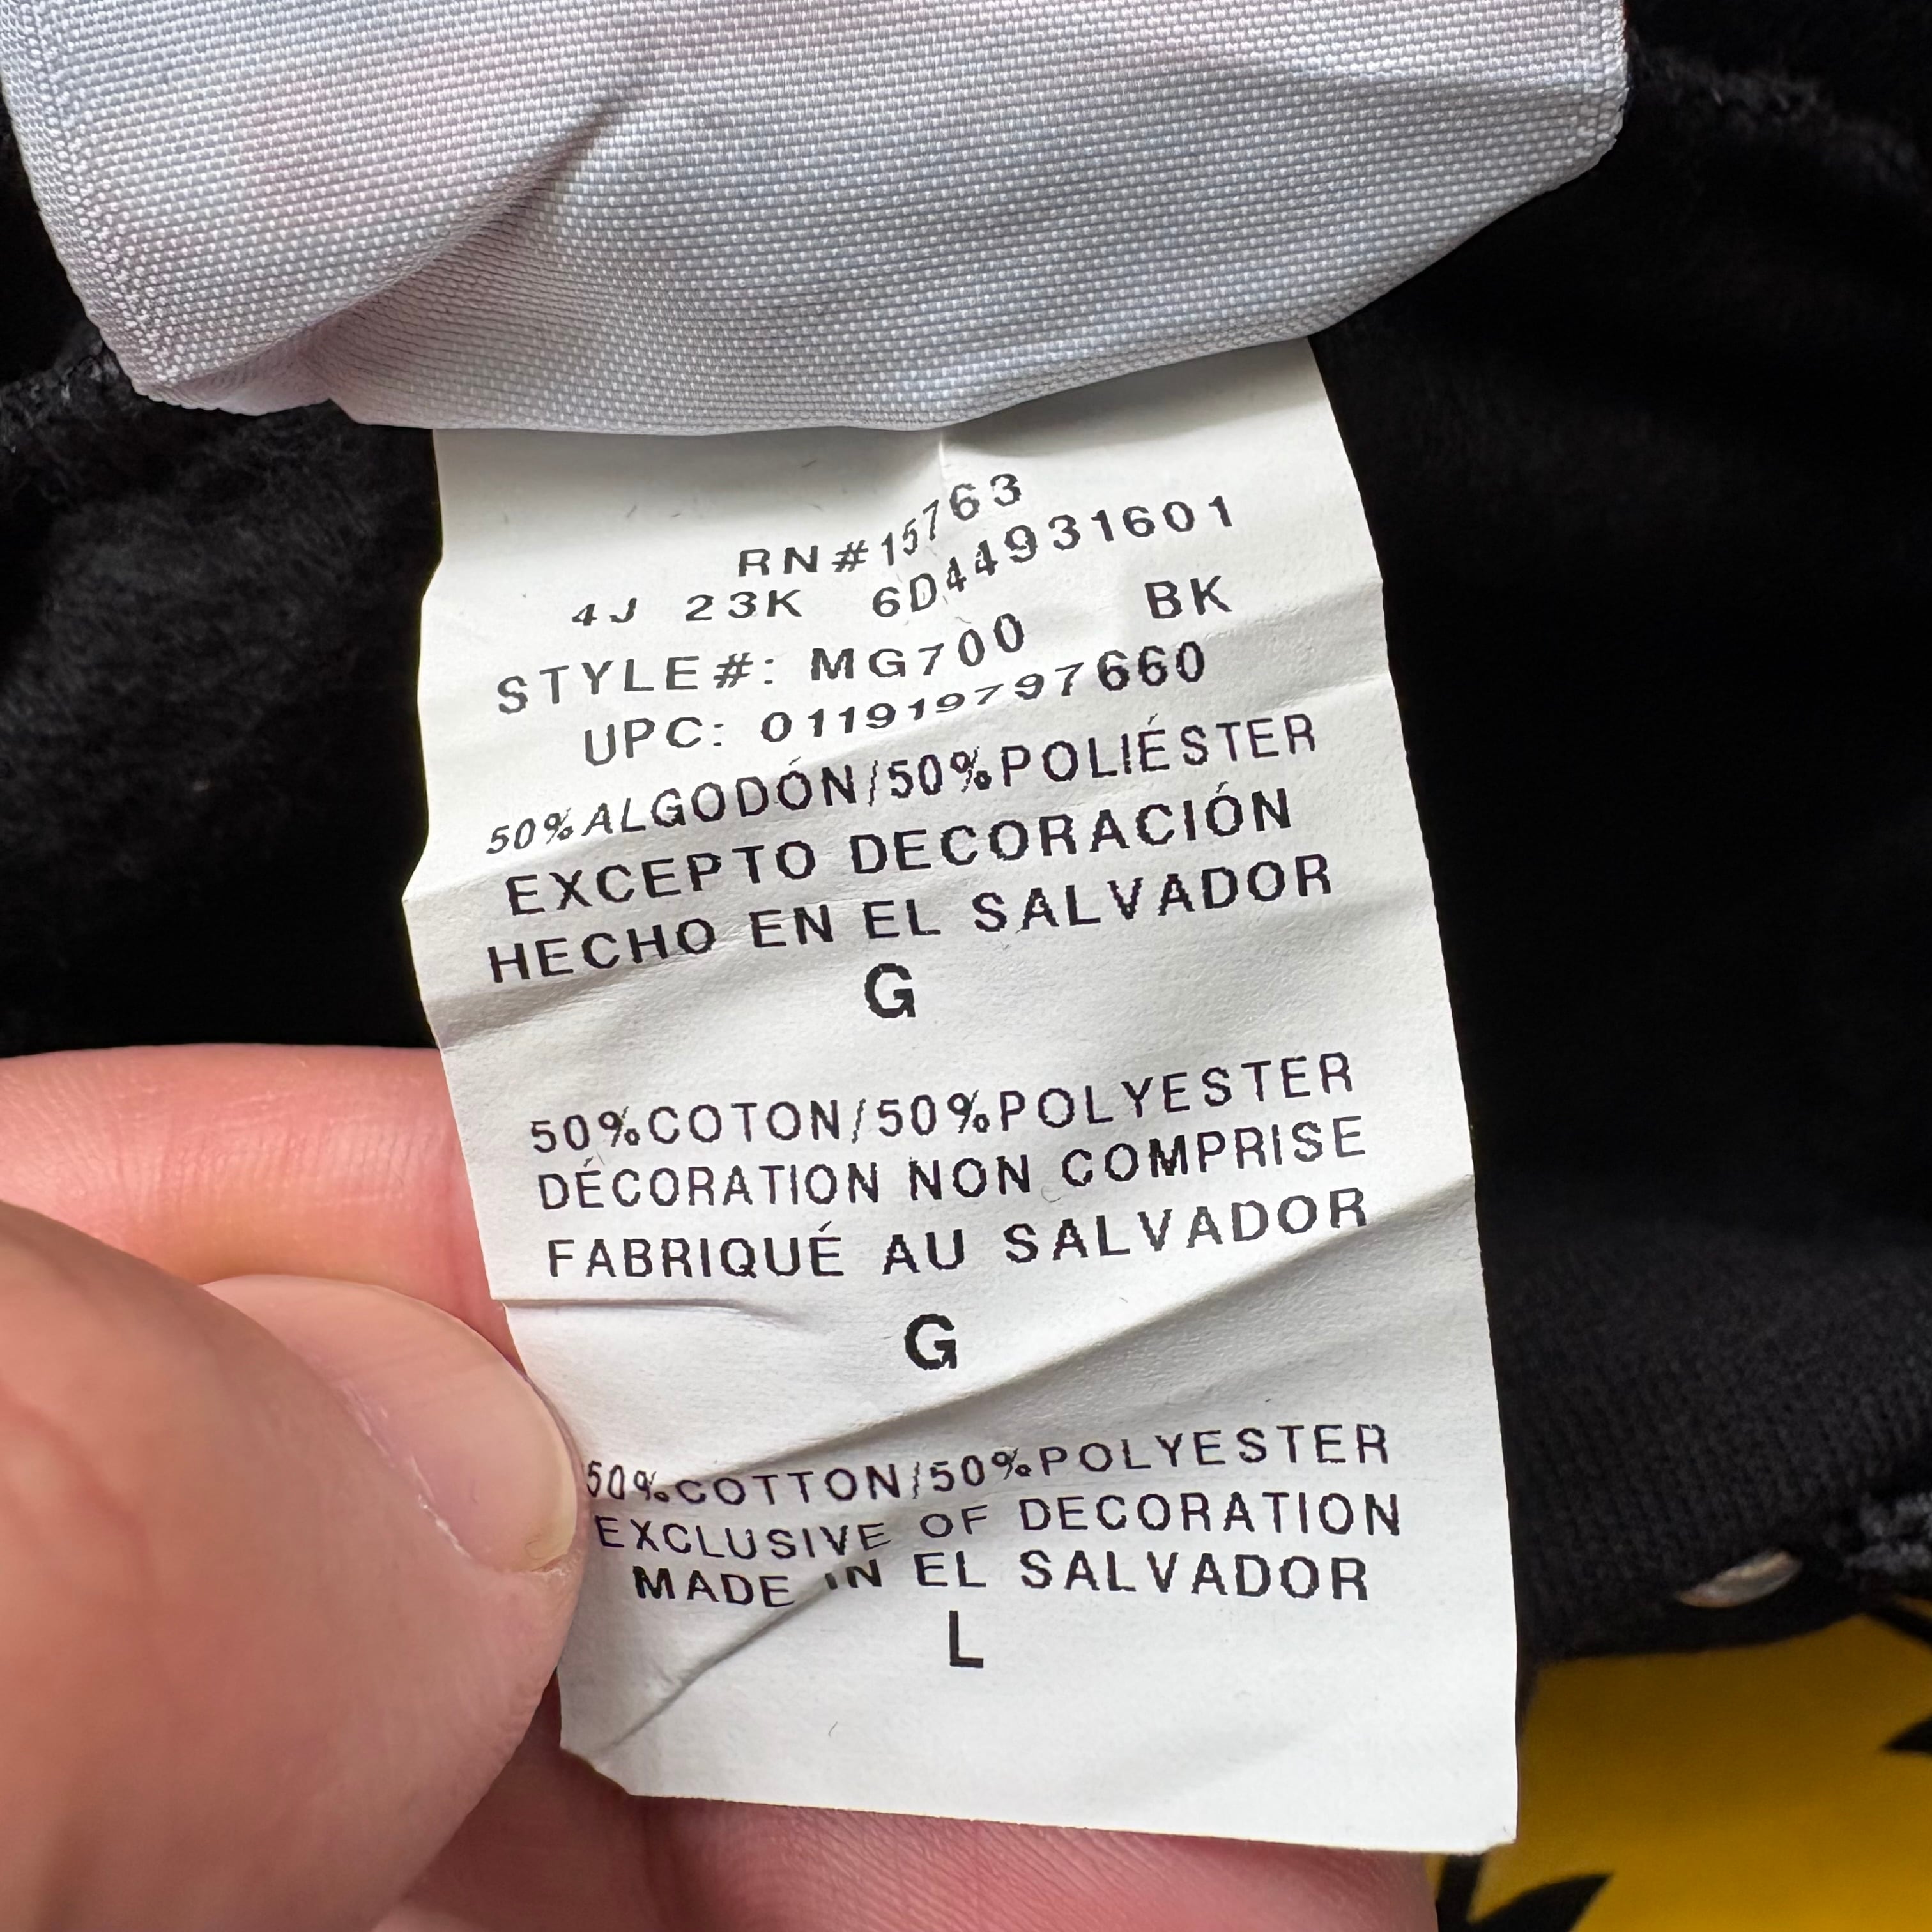 RN#15763
4J 23K 6D44931601
STYLE#: MG700 BK
UPC: 011919797660
50%ALGODÓN/50%POLIÉSTER
EXCEPTO DECORACIÓN
HECHO EN EL SALVADOR
G
50%COTON/50%POLYESTER
DÉCORATION NON COMPRISE
FABRIQUÉ AU SALVADOR
G
50%COTTON/50%POLYESTER
EXCLUSIVE OF DECORATION
MADE IN EL SALVADOR
L